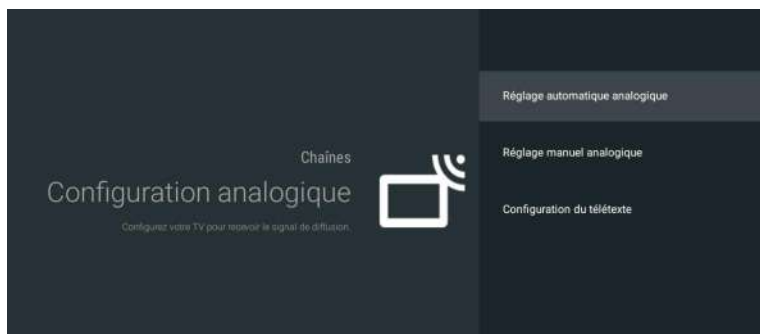 Chaînes
Configuration analogique
Configurez votre TV pour recevoir le signal de diffusion.
Réglage automatique analogique
Réglage manuel analogique
Configuration du télétexte